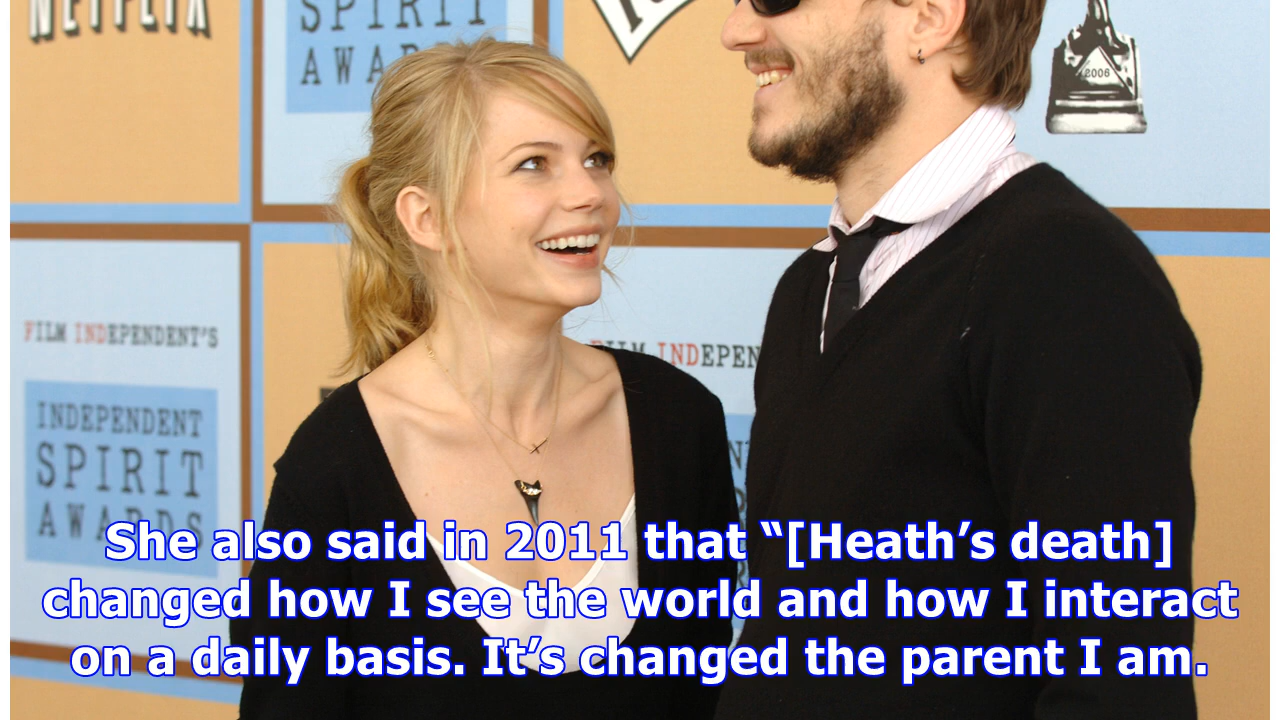 NETFLIX
SPIRIT
AWA
2006
FILM INDEPENDENT'S
INDEPENDENT
SPIRIT
AWARDS
FILM INDEPEN
She also said in 2011 that “[Heath’s death]
changed how I see the world and how I interact
on a daily basis. It’s changed the parent I am.